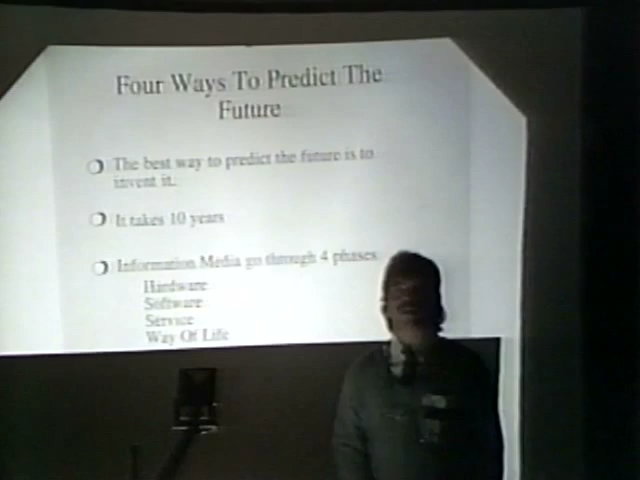 Four Ways To Predict The
Future
The best way to predict the future is to
invent it.
It takes 10 years
Information Media go through 4 phases
Hardware
Software
Service
Way Of Life